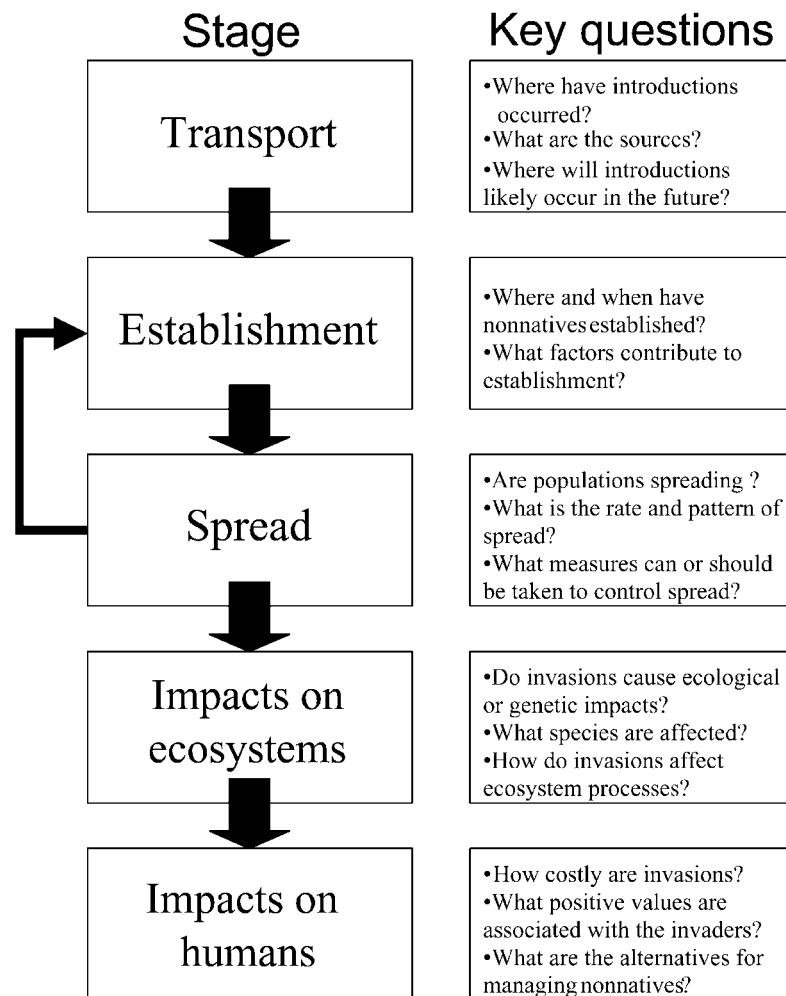 Stage
Key questions
Transport
•Where have introductions
occurred?
•What are the sources?
•Where will introductions
likely occur in the future?
Establishment
•Where and when have
nonnatives established?
•What factors contribute to
establishment?
Spread
•Are populations spreading ?
•What is the rate and pattern of
spread?
•What measures can or should
be taken to control spread?
Impacts on
ecosystems
•Do invasions cause ecological
or genetic impacts?
•What species are affected?
•How do invasions affect
ecosystem processes?
Impacts on
humans
•How costly are invasions?
•What positive values are
associated with the invaders?
•What are the alternatives for
managing nonnatives?